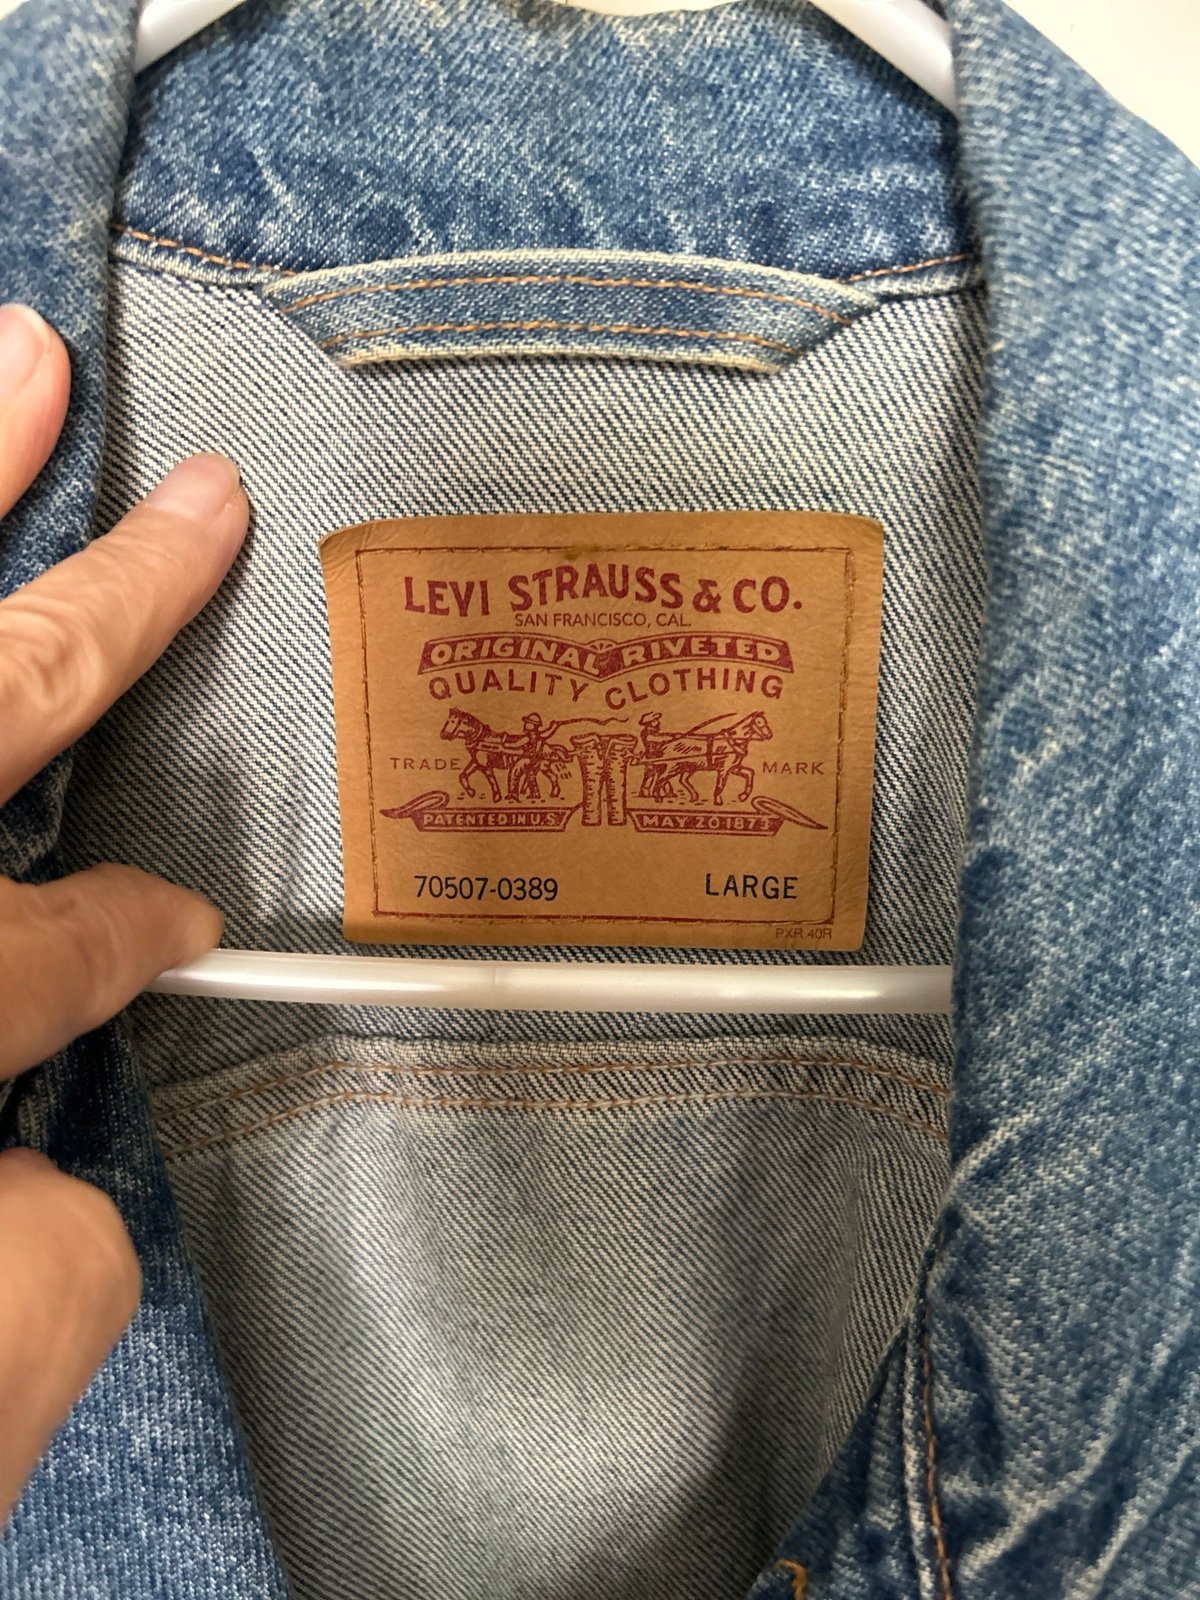 LEVI STRAUSS & CO.
SAN FRANCISCO, CAL.
ORIGINAL RIVETED
QUALITY CLOTHING
TRADE MARK
PATENTED IN U.S. MAY 20 1873
70507-0389 LARGE
PXR 40R